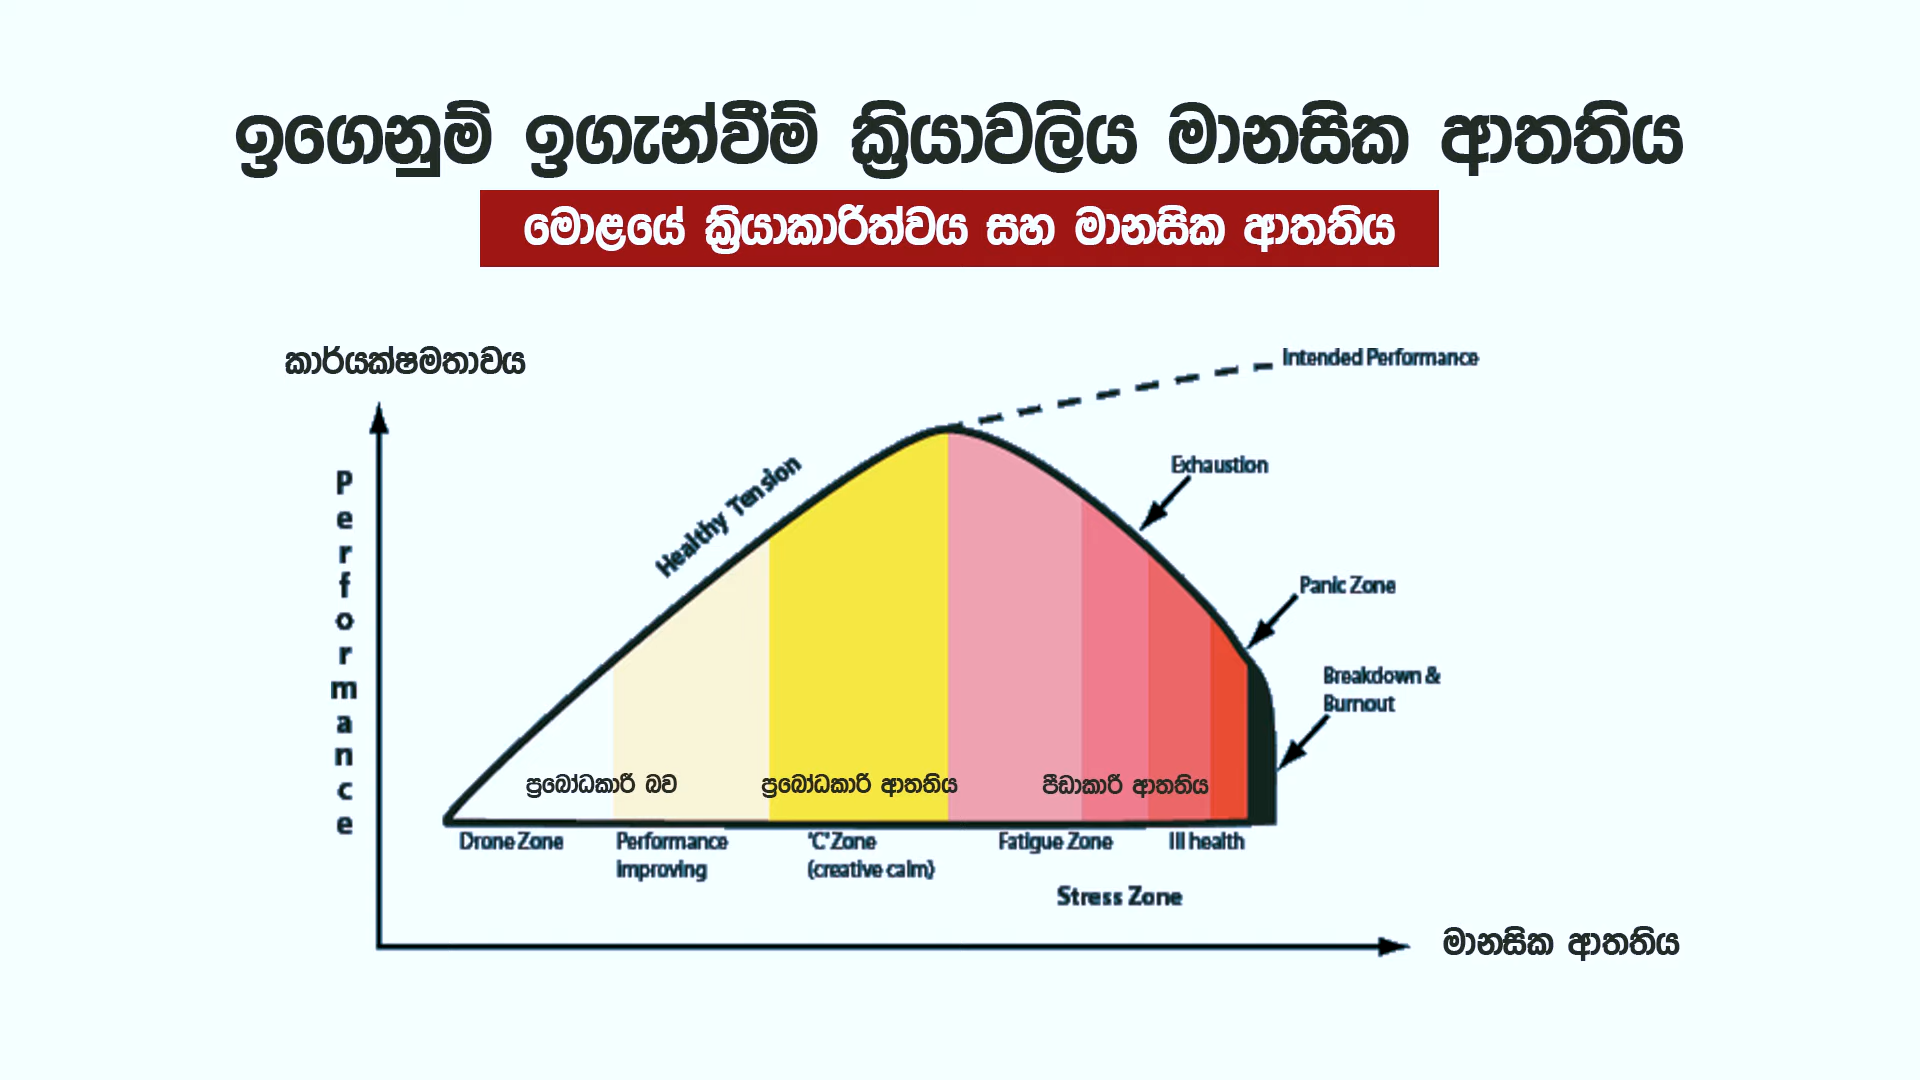 ඉගෙනුම් ඉගැන්වීම් ක්‍රියාවලිය මානසික ආතතිය
මොළයේ ක්‍රියාකාරිත්වය සහ මානසික ආතතිය
කාර්යක්ෂමතාවය
Intended Performance
Performance
Healthy Tension
Exhaustion
Panic Zone
Breakdown &
Burnout
ප්‍රබෝධකාරී බව
ප්‍රබෝධකාරී ආතතිය
පීඩාකාරී ආතතිය
Drone Zone
Performance
improving
'C' Zone
(creative calm)
Fatigue Zone
Ill health
Stress Zone
මානසික ආතතිය